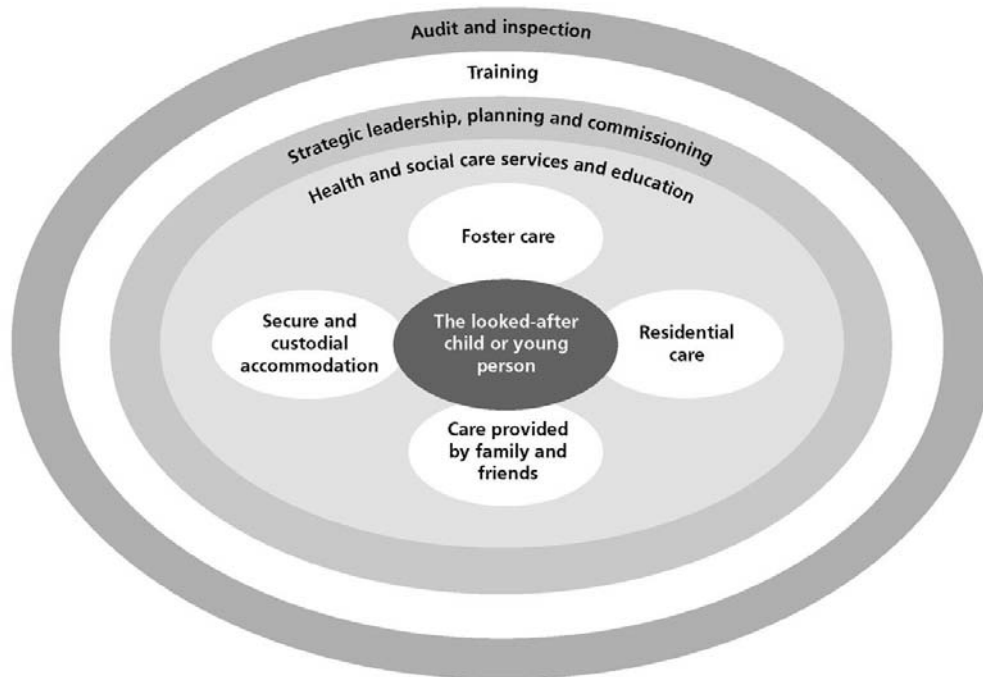 Audit and inspection
Training
Strategic leadership, planning and commissioning
Health and social care services and education
Foster care
Secure and
custodial
accommodation
The looked-after
child or young
person
Residential
care
Care provided
by family and
friends